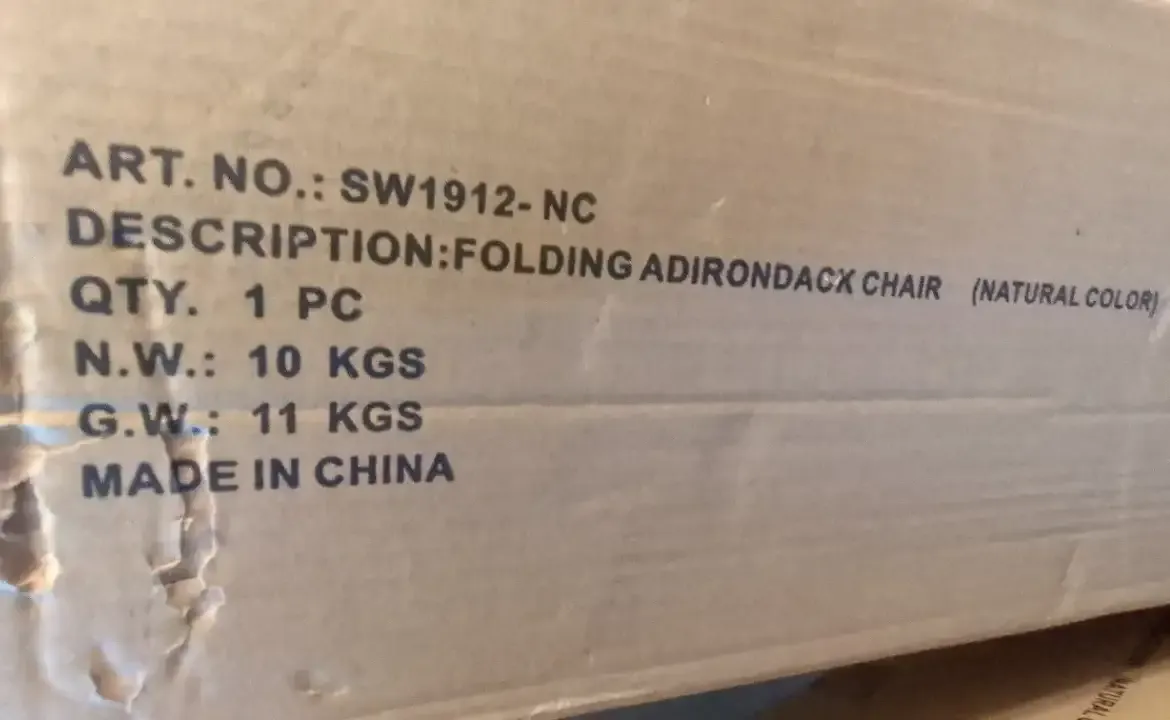 ART. NO.: SW1912- NC
DESCRIPTION:FOLDING ADIRONDACK CHAIR (NATURAL COLOR)
QTY. 1 PC
N.W.: 10 KGS
G.W.: 11 KGS
MADE IN CHINA